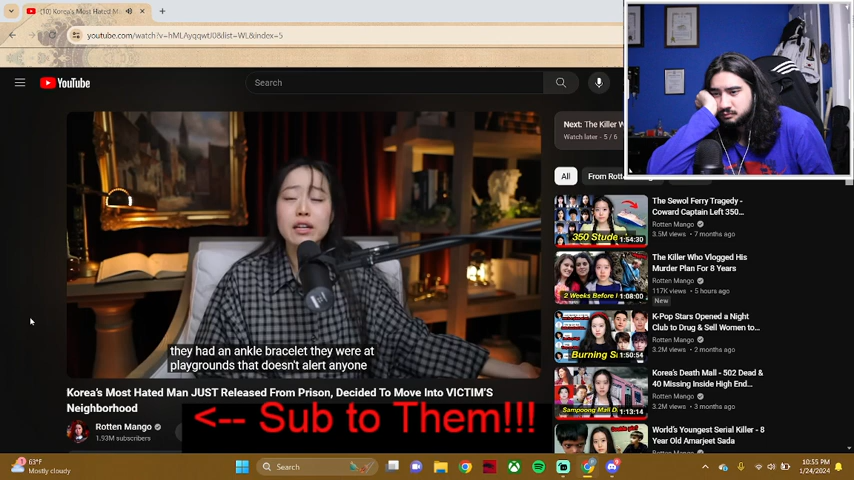 (10) Korea's Most Hated M
youtube.com/watch?v=hMLAyqqwtJ0&list=WL&index=5
YouTube
Search
Next: The Killer W
Watch later • 5 / 6
All
From Rott
350 Stude
1:54:30
The Sewol Ferry Tragedy -
Coward Captain Left 350...
Rotten Mango
3.5M views • 7 months ago
2 Weeks Before
1:08:00
The Killer Who Vlogged His
Murder Plan For 8 Years
Rotten Mango
117K views • 5 hours ago
New
Burning S
1:50:54
K-Pop Stars Opened a Night
Club to Drug & Sell Women to...
Rotten Mango
3.2M views • 2 months ago
Sampoong Mall D
1:13:14
Korea's Death Mall - 502 Dead &
40 Missing Inside High End...
Rotten Mango
3.2M views • 3 months ago
World's Youngest Serial Killer - 8
Year Old Amarjeet Sada
Rotten Mango
they had an ankle bracelet they were at
playgrounds that doesn't alert anyone
Korea's Most Hated Man JUST Released From Prison, Decided To Move Into VICTIM'S
Neighborhood
Rotten Mango
1.93M subscribers
<-- Sub to Them!!!
63°F
Mostly cloudy
Search
10:55 PM
1/24/2024